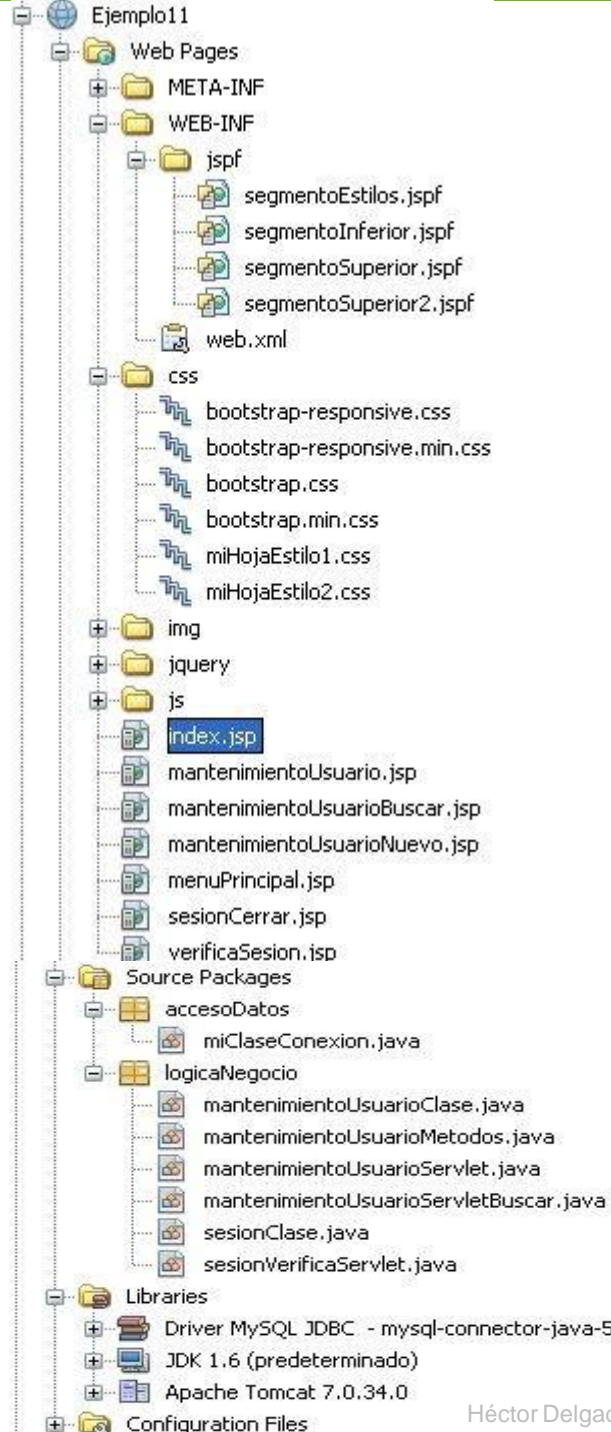 Ejemplo11
Web Pages
META-INF
WEB-INF
jspf
segmentoEstilos.jspf
segmentoInferior.jspf
segmentoSuperior.jspf
segmentoSuperior2.jspf
web.xml
css
bootstrap-responsive.css
bootstrap-responsive.min.css
bootstrap.css
bootstrap.min.css
miHojaEstilo1.css
miHojaEstilo2.css
img
jquery
js
index.jsp
mantenimientoUsuario.jsp
mantenimientoUsuarioBuscar.jsp
mantenimientoUsuarioNuevo.jsp
menuPrincipal.jsp
sesionCerrar.jsp
verificaSesion.jsp
Source Packages
accesoDatos
miClaseConexion.java
logicaNegocio
mantenimientoUsuarioClase.java
mantenimientoUsuarioMetodos.java
mantenimientoUsuarioServlet.java
mantenimientoUsuarioServletBuscar.java
sesionClase.java
sesionVerificaServlet.java
Libraries
Driver MySQL JDBC - mysql-connector-java-5
JDK 1.6 (predeterminado)
Apache Tomcat 7.0.34.0
Configuration Files
Héctor Delgad